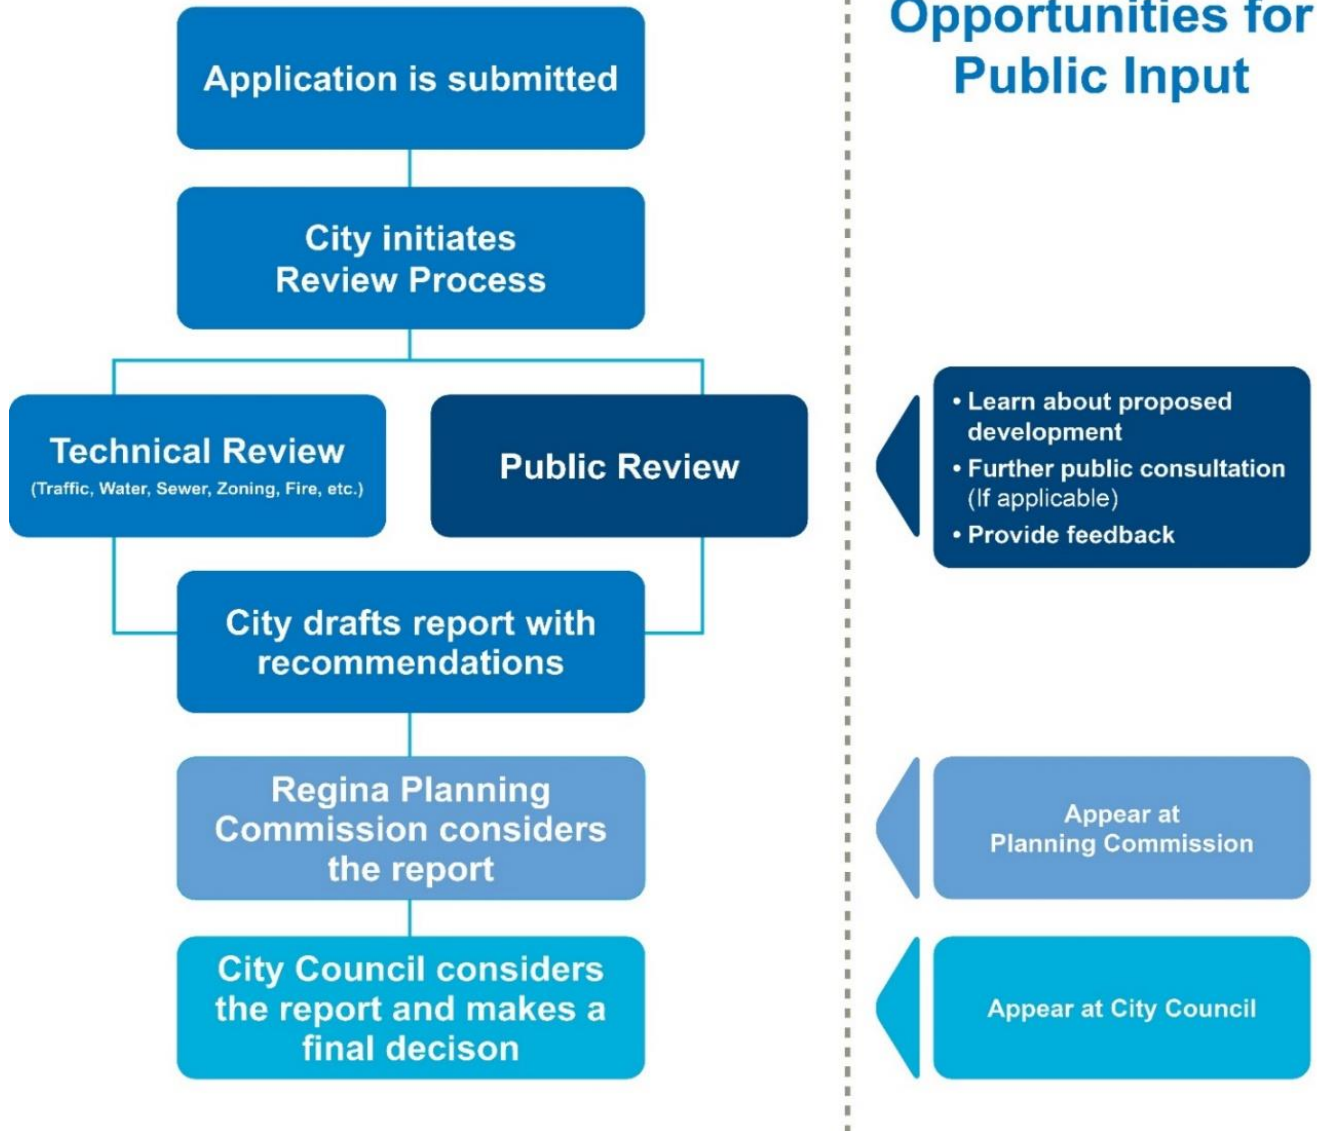 Opportunities for
Public Input
Application is submitted
City initiates
Review Process
Technical Review
(Traffic, Water, Sewer, Zoning, Fire, etc.)
Public Review
• Learn about proposed
development
• Further public consultation
(If applicable)
• Provide feedback
City drafts report with
recommendations
Regina Planning
Commission considers
the report
Appear at
Planning Commission
City Council considers
the report and makes a
final decison
Appear at City Council